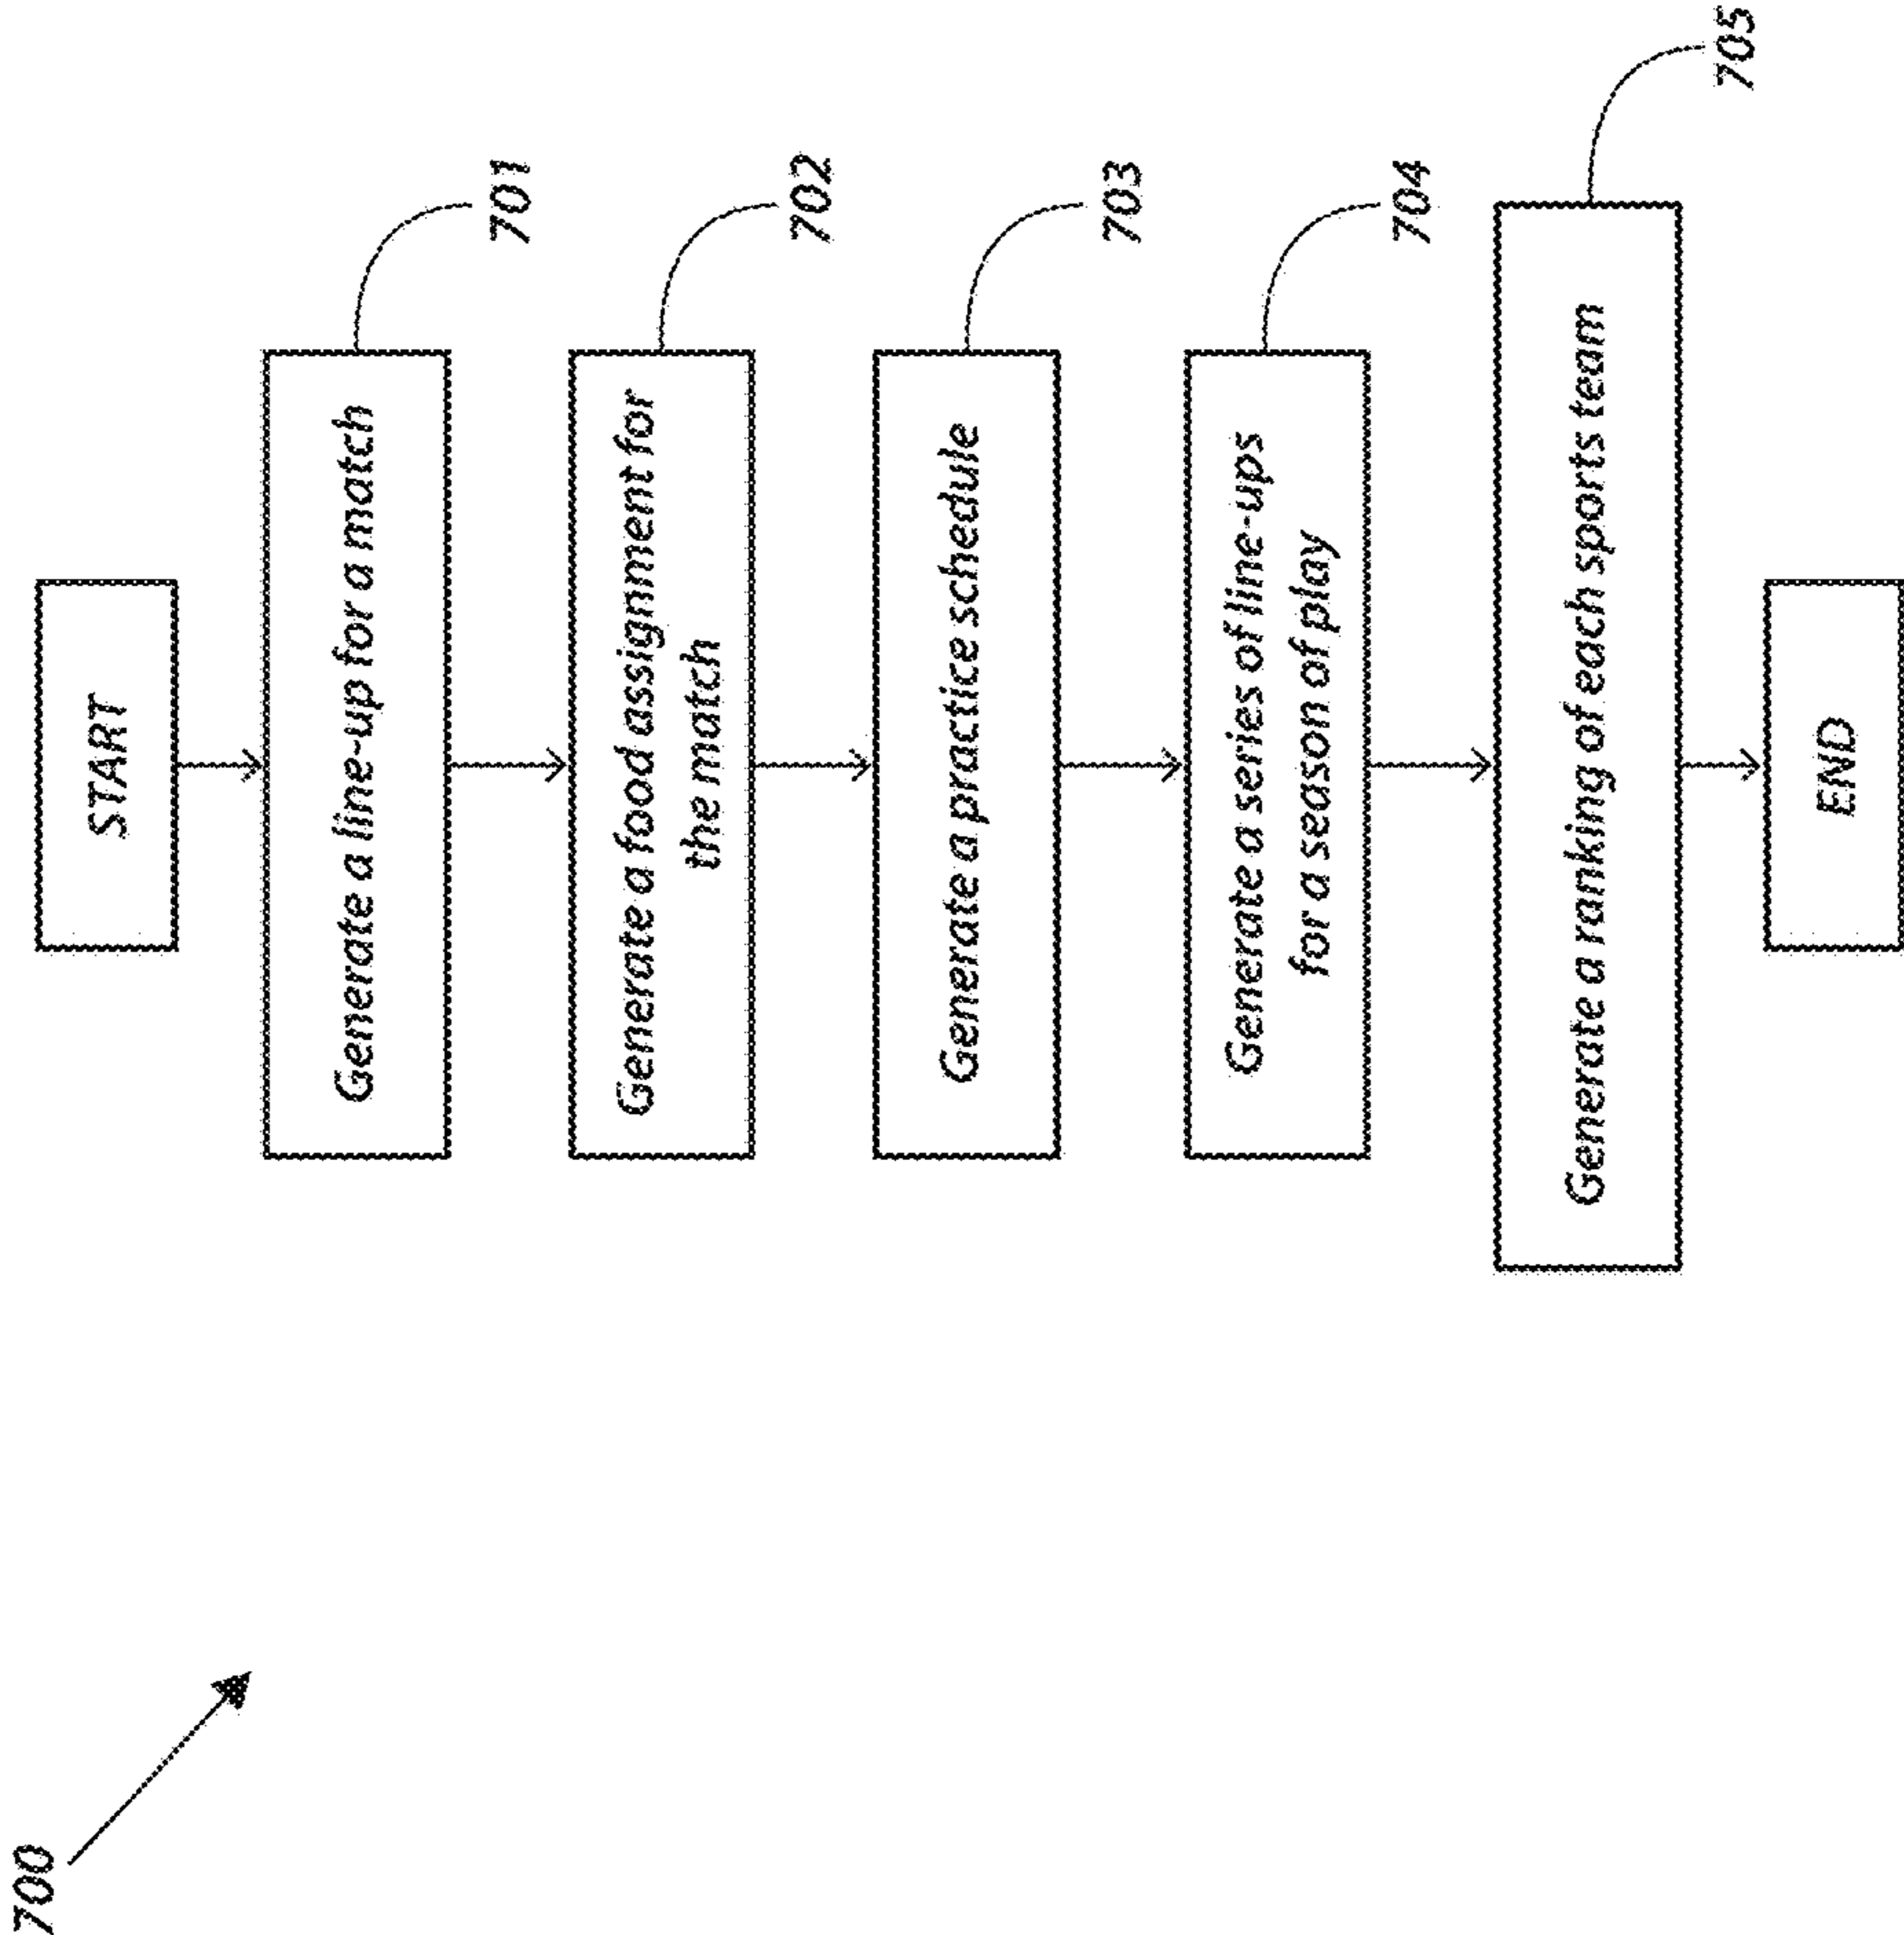 700
START
Generate a line-up for a match
701
Generate a food assignment for
the match
702
Generate a practice schedule
703
Generate a series of line-ups
for a season of play
704
Generate a ranking of each sports team
705
END